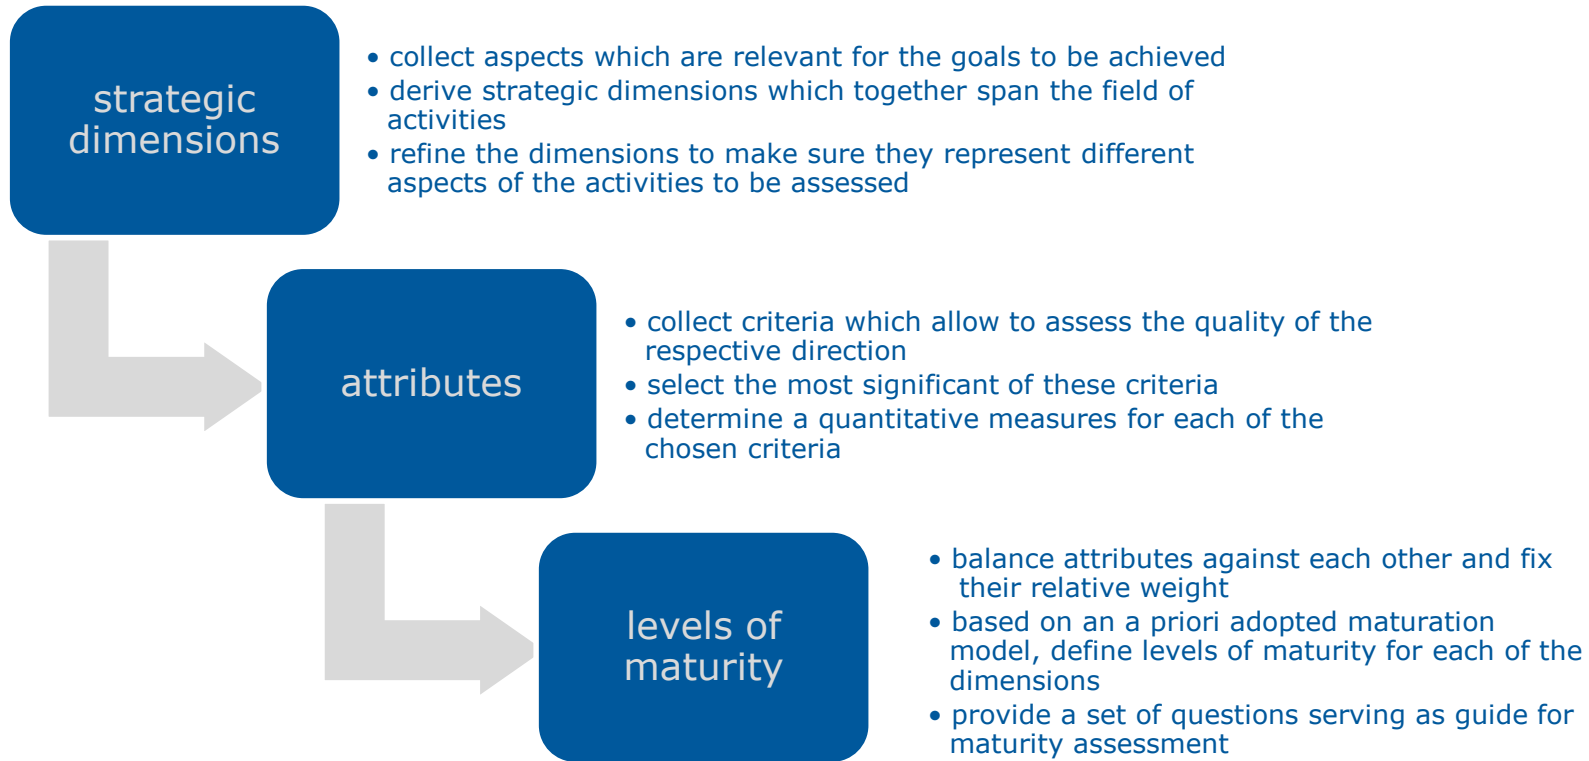 strategic
dimensions
• collect aspects which are relevant for the goals to be achieved
• derive strategic dimensions which together span the field of
activities
• refine the dimensions to make sure they represent different
aspects of the activities to be assessed
attributes
• collect criteria which allow to assess the quality of the
respective direction
• select the most significant of these criteria
• determine a quantitative measures for each of the
chosen criteria
levels of
maturity
• balance attributes against each other and fix
their relative weight
• based on an a priori adopted maturation
model, define levels of maturity for each of the
dimensions
• provide a set of questions serving as guide for
maturity assessment